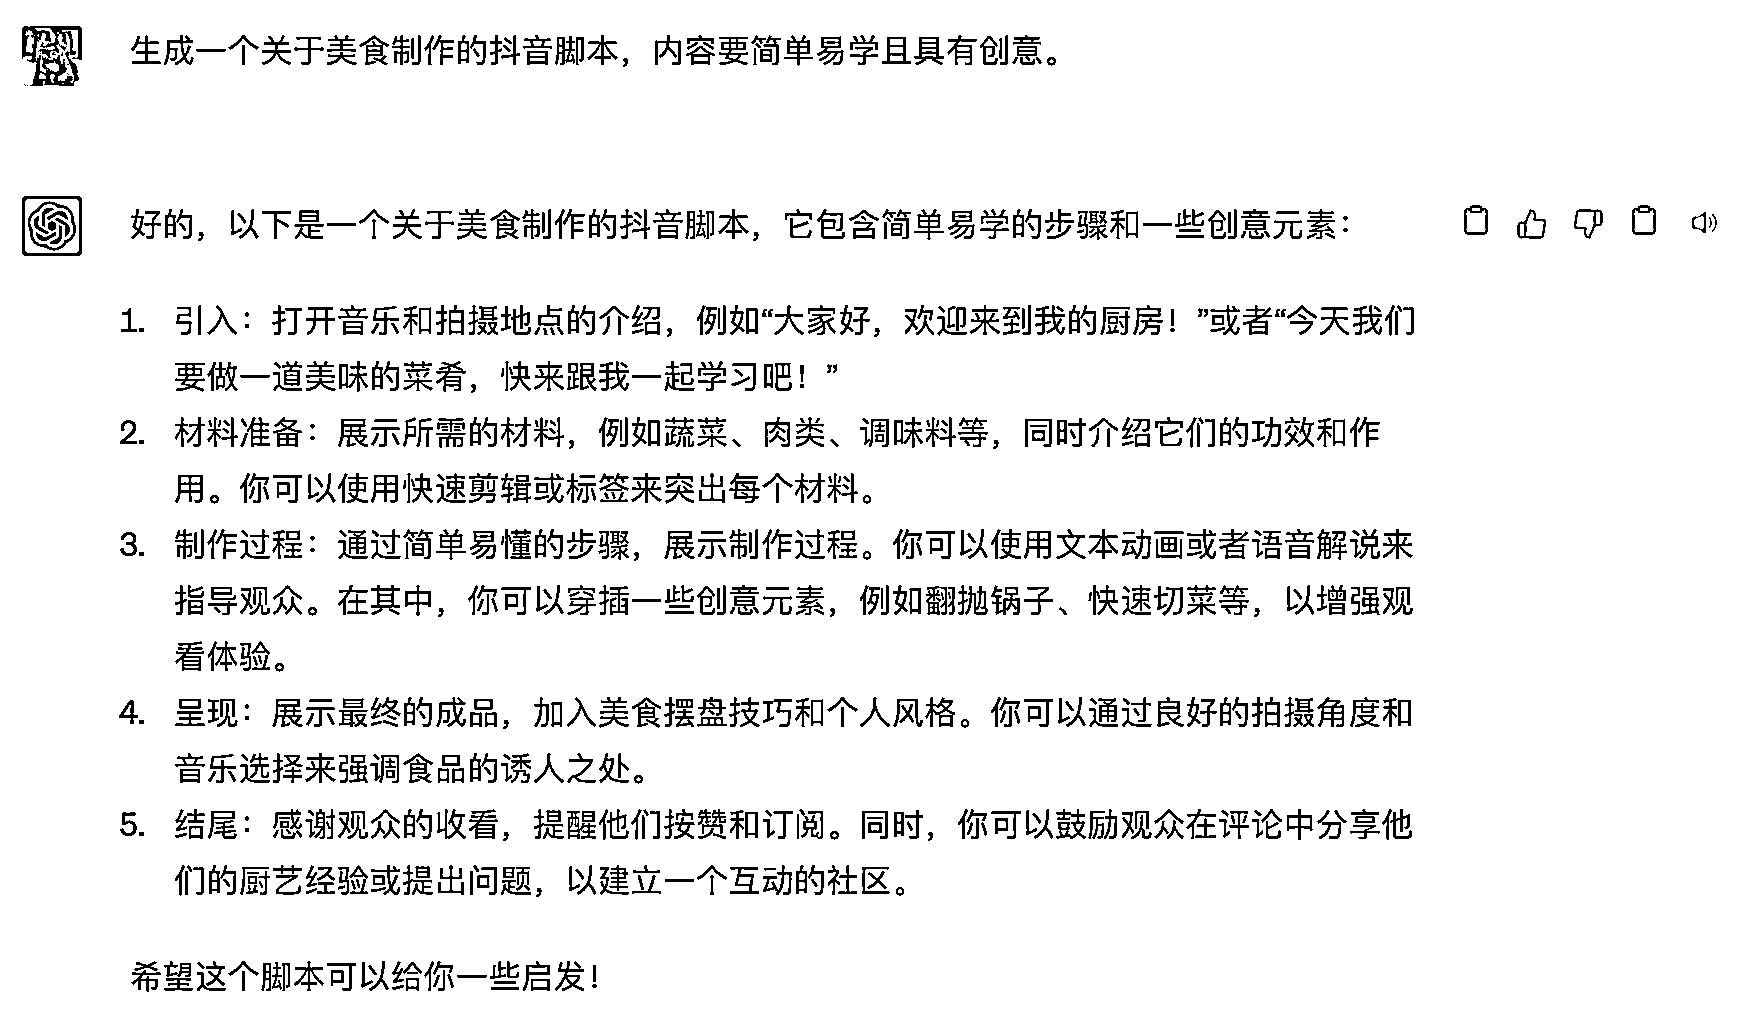 生成一个关于美食制作的抖音脚本，内容要简单易学且具有创意。
好的，以下是一个关于美食制作的抖音脚本，它包含简单易学的步骤和一些创意元素：
1. 引入：打开音乐和拍摄地点的介绍，例如“大家好，欢迎来到我的厨房！”或者“今天我们
要做一道美味的菜肴，快来跟我一起学习吧！”
2. 材料准备：展示所需的材料，例如蔬菜、肉类、调味料等，同时介绍它们的功效和作
用。你可以使用快速剪辑或标签来突出每个材料。
3. 制作过程：通过简单易懂的步骤，展示制作过程。你可以使用文本动画或者语音解说来
指导观众。在其中，你可以穿插一些创意元素，例如翻抛锅子、快速切菜等，以增强观
看体验。
4. 呈现：展示最终的成品，加入美食摆盘技巧和个人风格。你可以通过良好的拍摄角度和
音乐选择来强调食品的诱人之处。
5. 结尾：感谢观众的收看，提醒他们按赞和订阅。同时，你可以鼓励观众在评论中分享他
们的厨艺经验或提出问题，以建立一个互动的社区。
希望这个脚本可以给你一些启发！